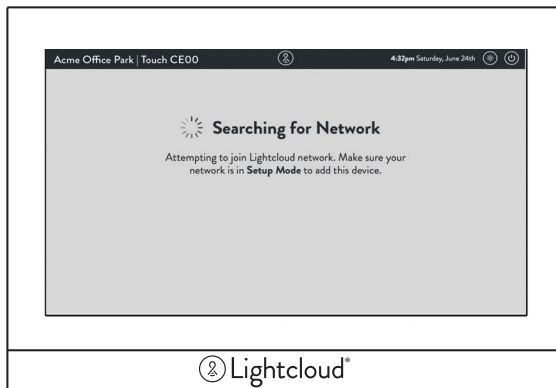 Acme Office Park | Touch CE00 4:32pm Saturday, June 24th
Searching for Network
Attempting to join Lightcloud network. Make sure your
network is in Setup Mode to add this device.
Lightcloud®